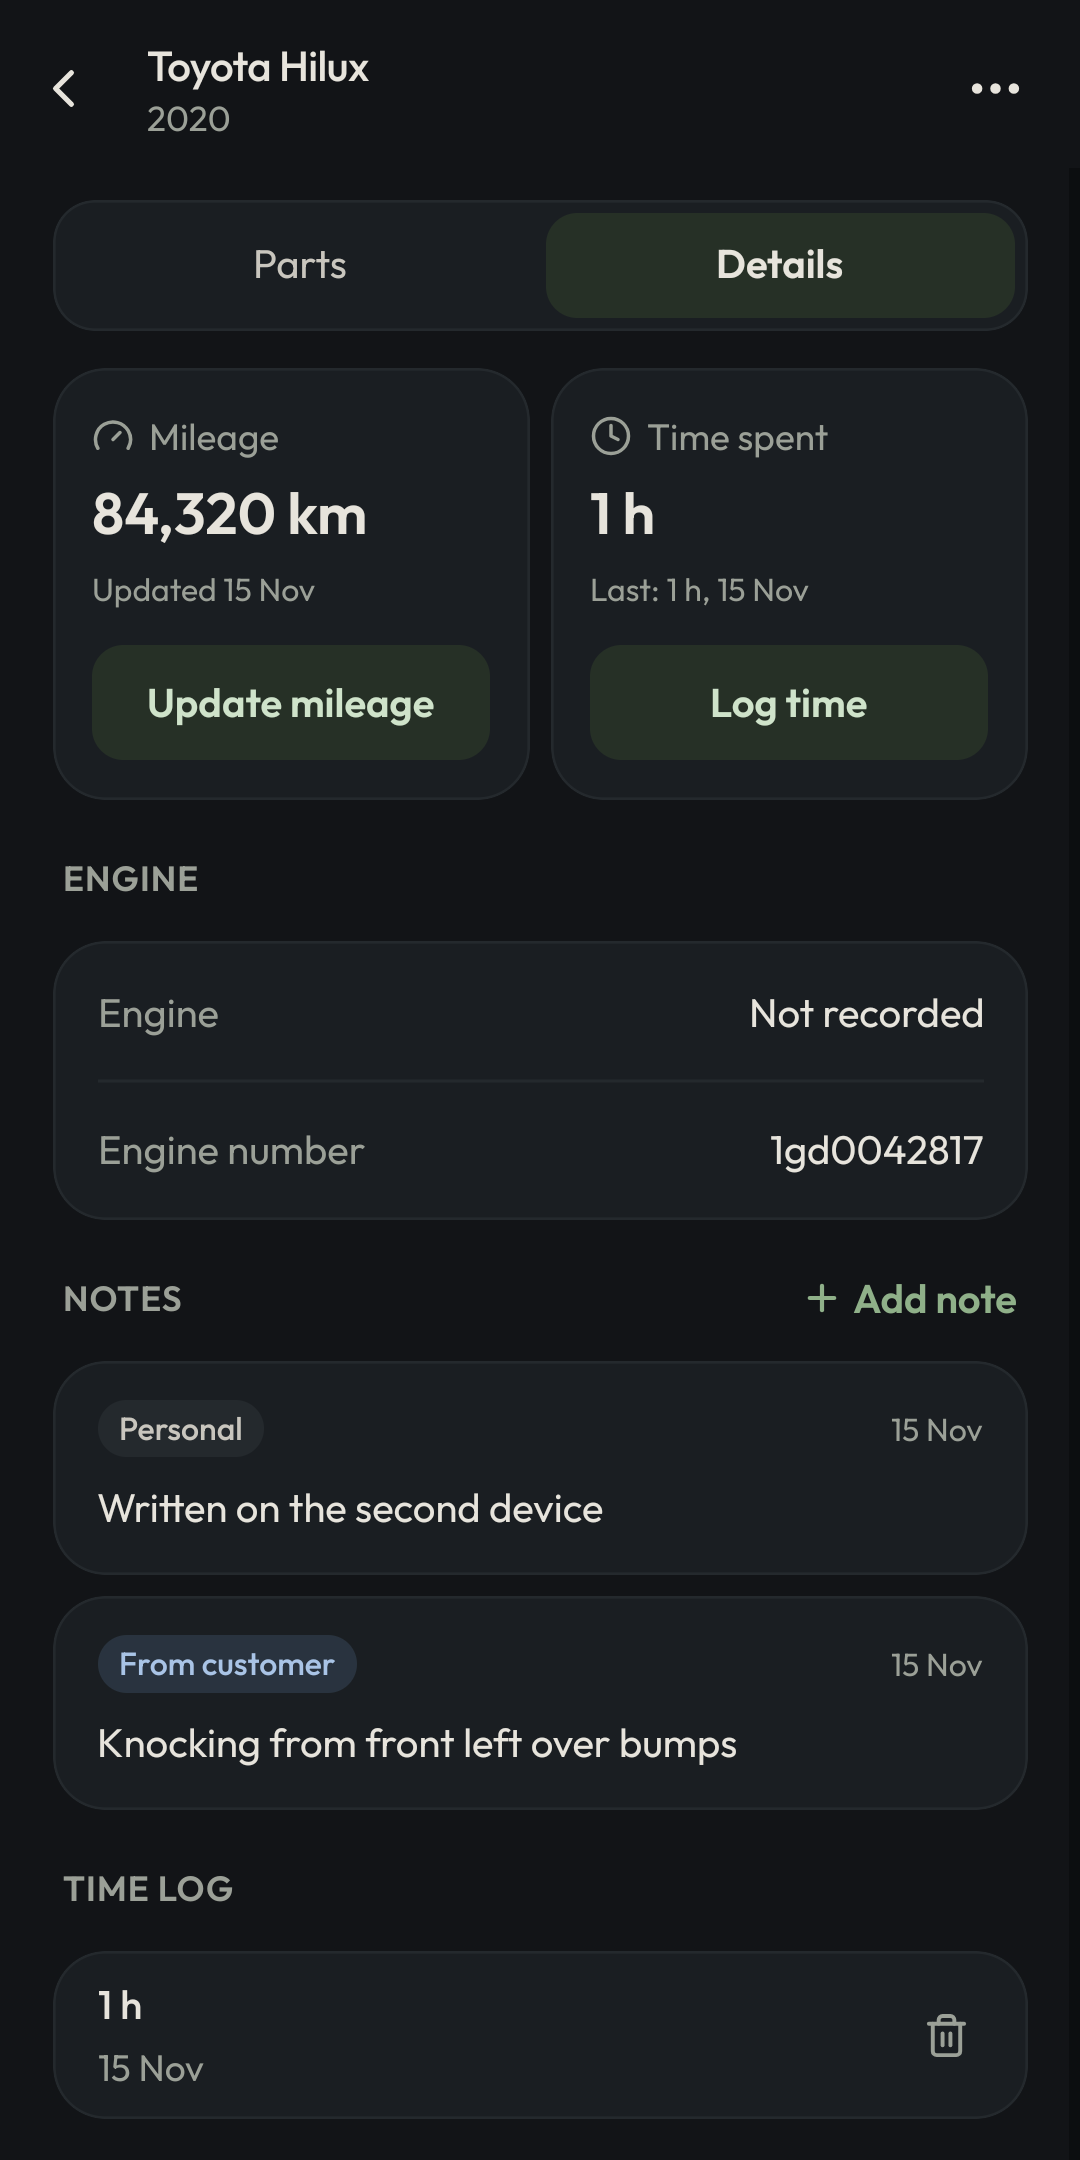 Toyota Hilux
2020
Parts
Details
Mileage
84,320 km
Updated 15 Nov
Update mileage
Time spent
1 h
Last: 1 h, 15 Nov
Log time
ENGINE
Engine
Not recorded
Engine number
1gd0042817
NOTES
Add note
Personal
15 Nov
Written on the second device
From customer
15 Nov
Knocking from front left over bumps
TIME LOG
1 h
15 Nov